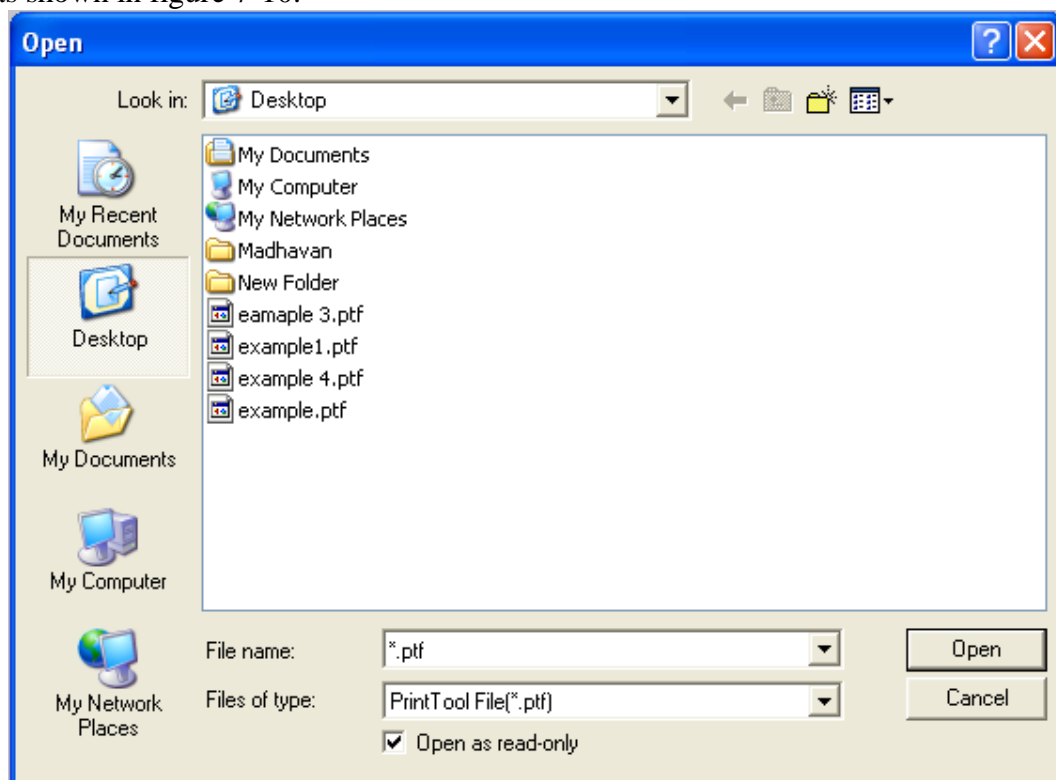 as shown in figure 7-10.
Open
Look in: Desktop
My Documents
My Computer
My Network Places
Madhavan
New Folder
eamaple 3.ptf
example1.ptf
example 4.ptf
example.ptf
My Recent
Documents
Desktop
My Documents
My Computer
My Network
Places
File name: *.ptf Open
Files of type: PrintTool File(*.ptf) Cancel
Open as read-only